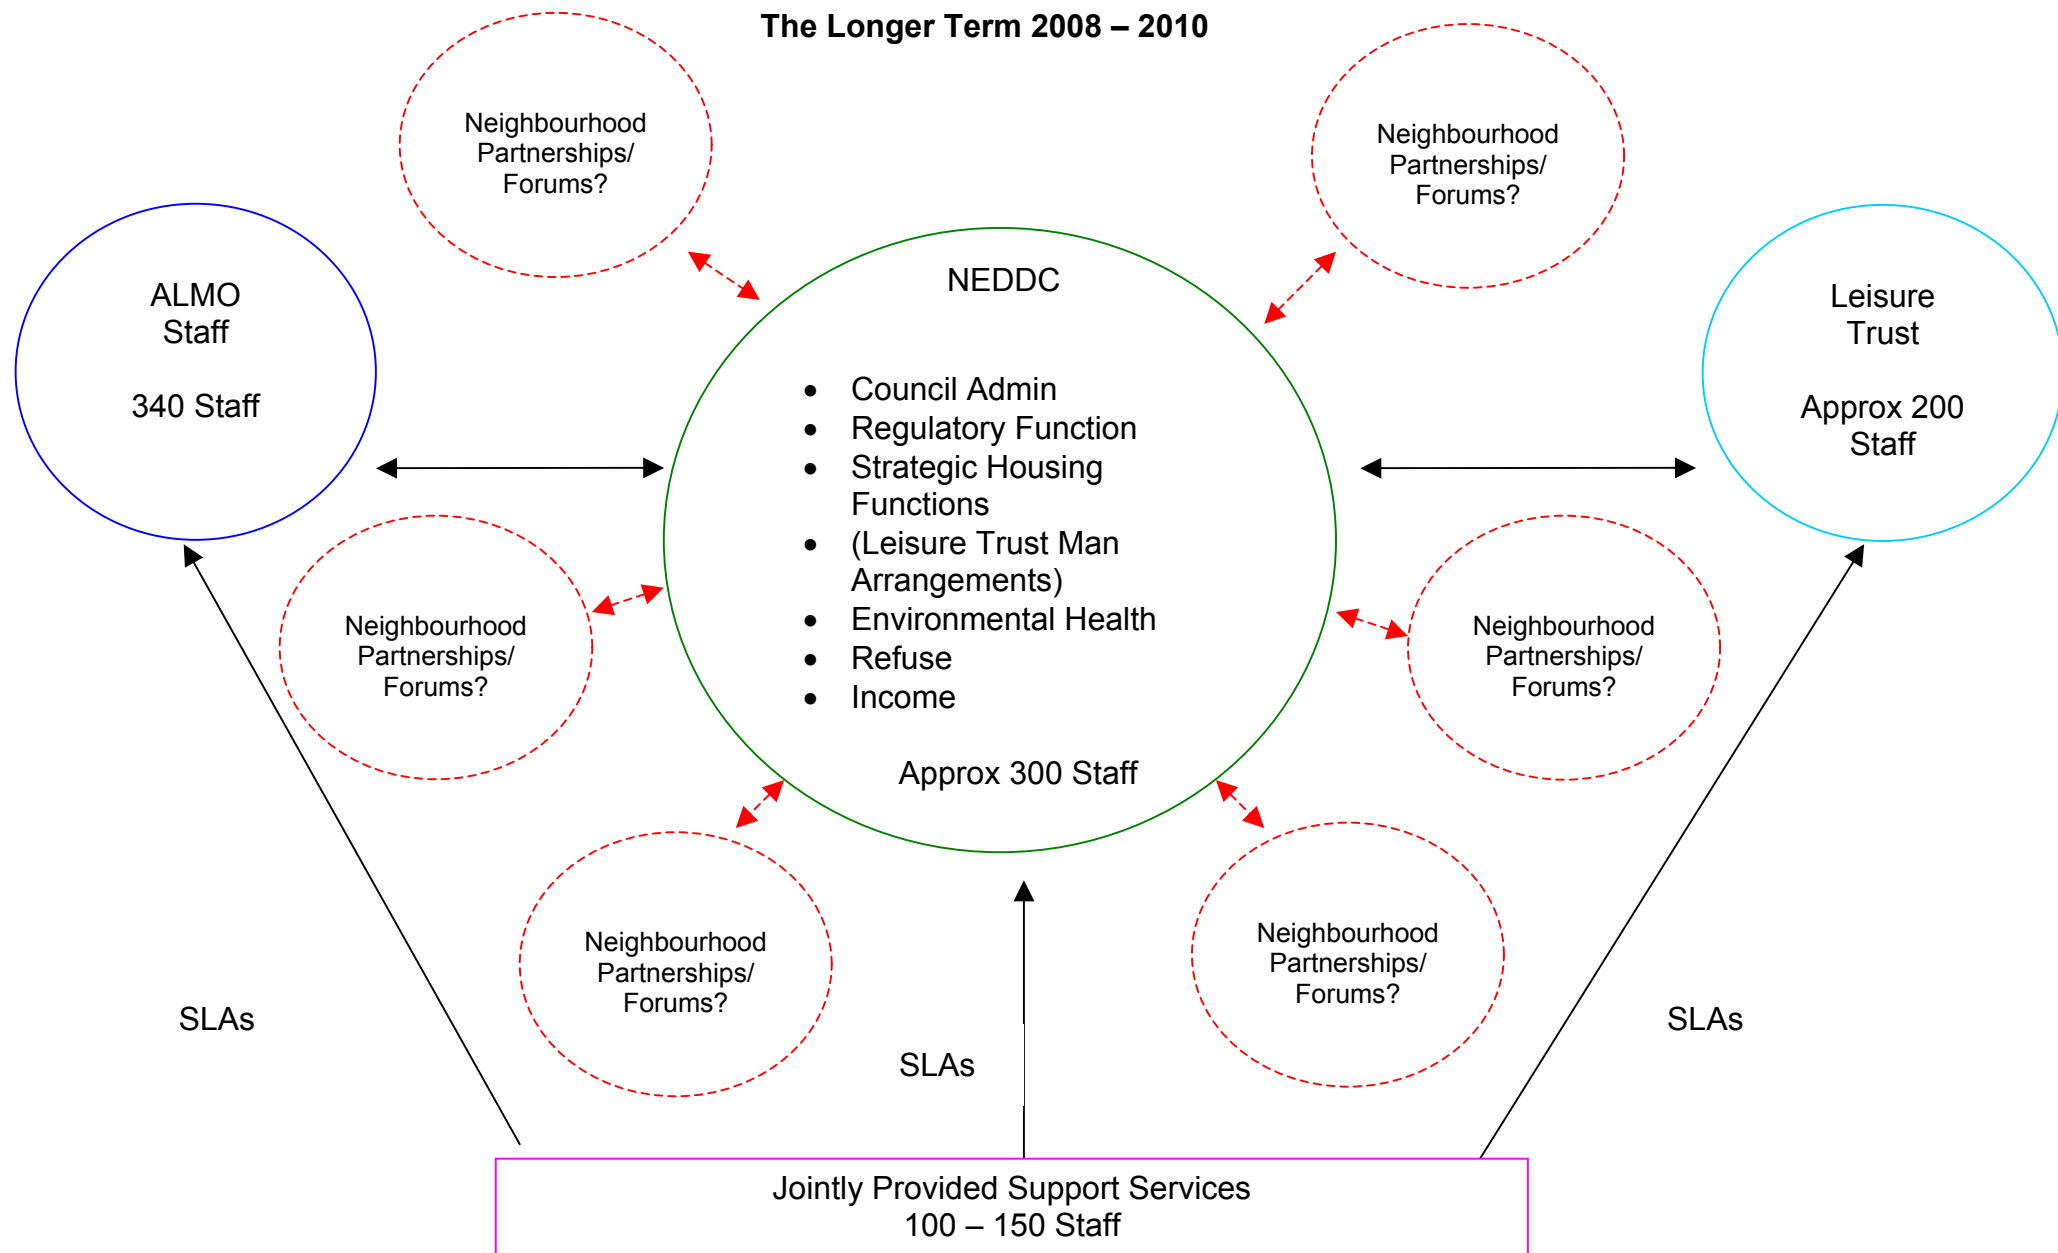 The Longer Term 2008 – 2010
Neighbourhood
Partnerships/
Forums?
Neighbourhood
Partnerships/
Forums?
ALMO
Staff
340 Staff
NEDDC
• Council Admin
• Regulatory Function
• Strategic Housing
Functions
• (Leisure Trust Man
Arrangements)
• Environmental Health
• Refuse
• Income
Approx 300 Staff
Leisure
Trust
Approx 200
Staff
Neighbourhood
Partnerships/
Forums?
Neighbourhood
Partnerships/
Forums?
Neighbourhood
Partnerships/
Forums?
Neighbourhood
Partnerships/
Forums?
SLAs
SLAs
SLAs
Jointly Provided Support Services
100 – 150 Staff